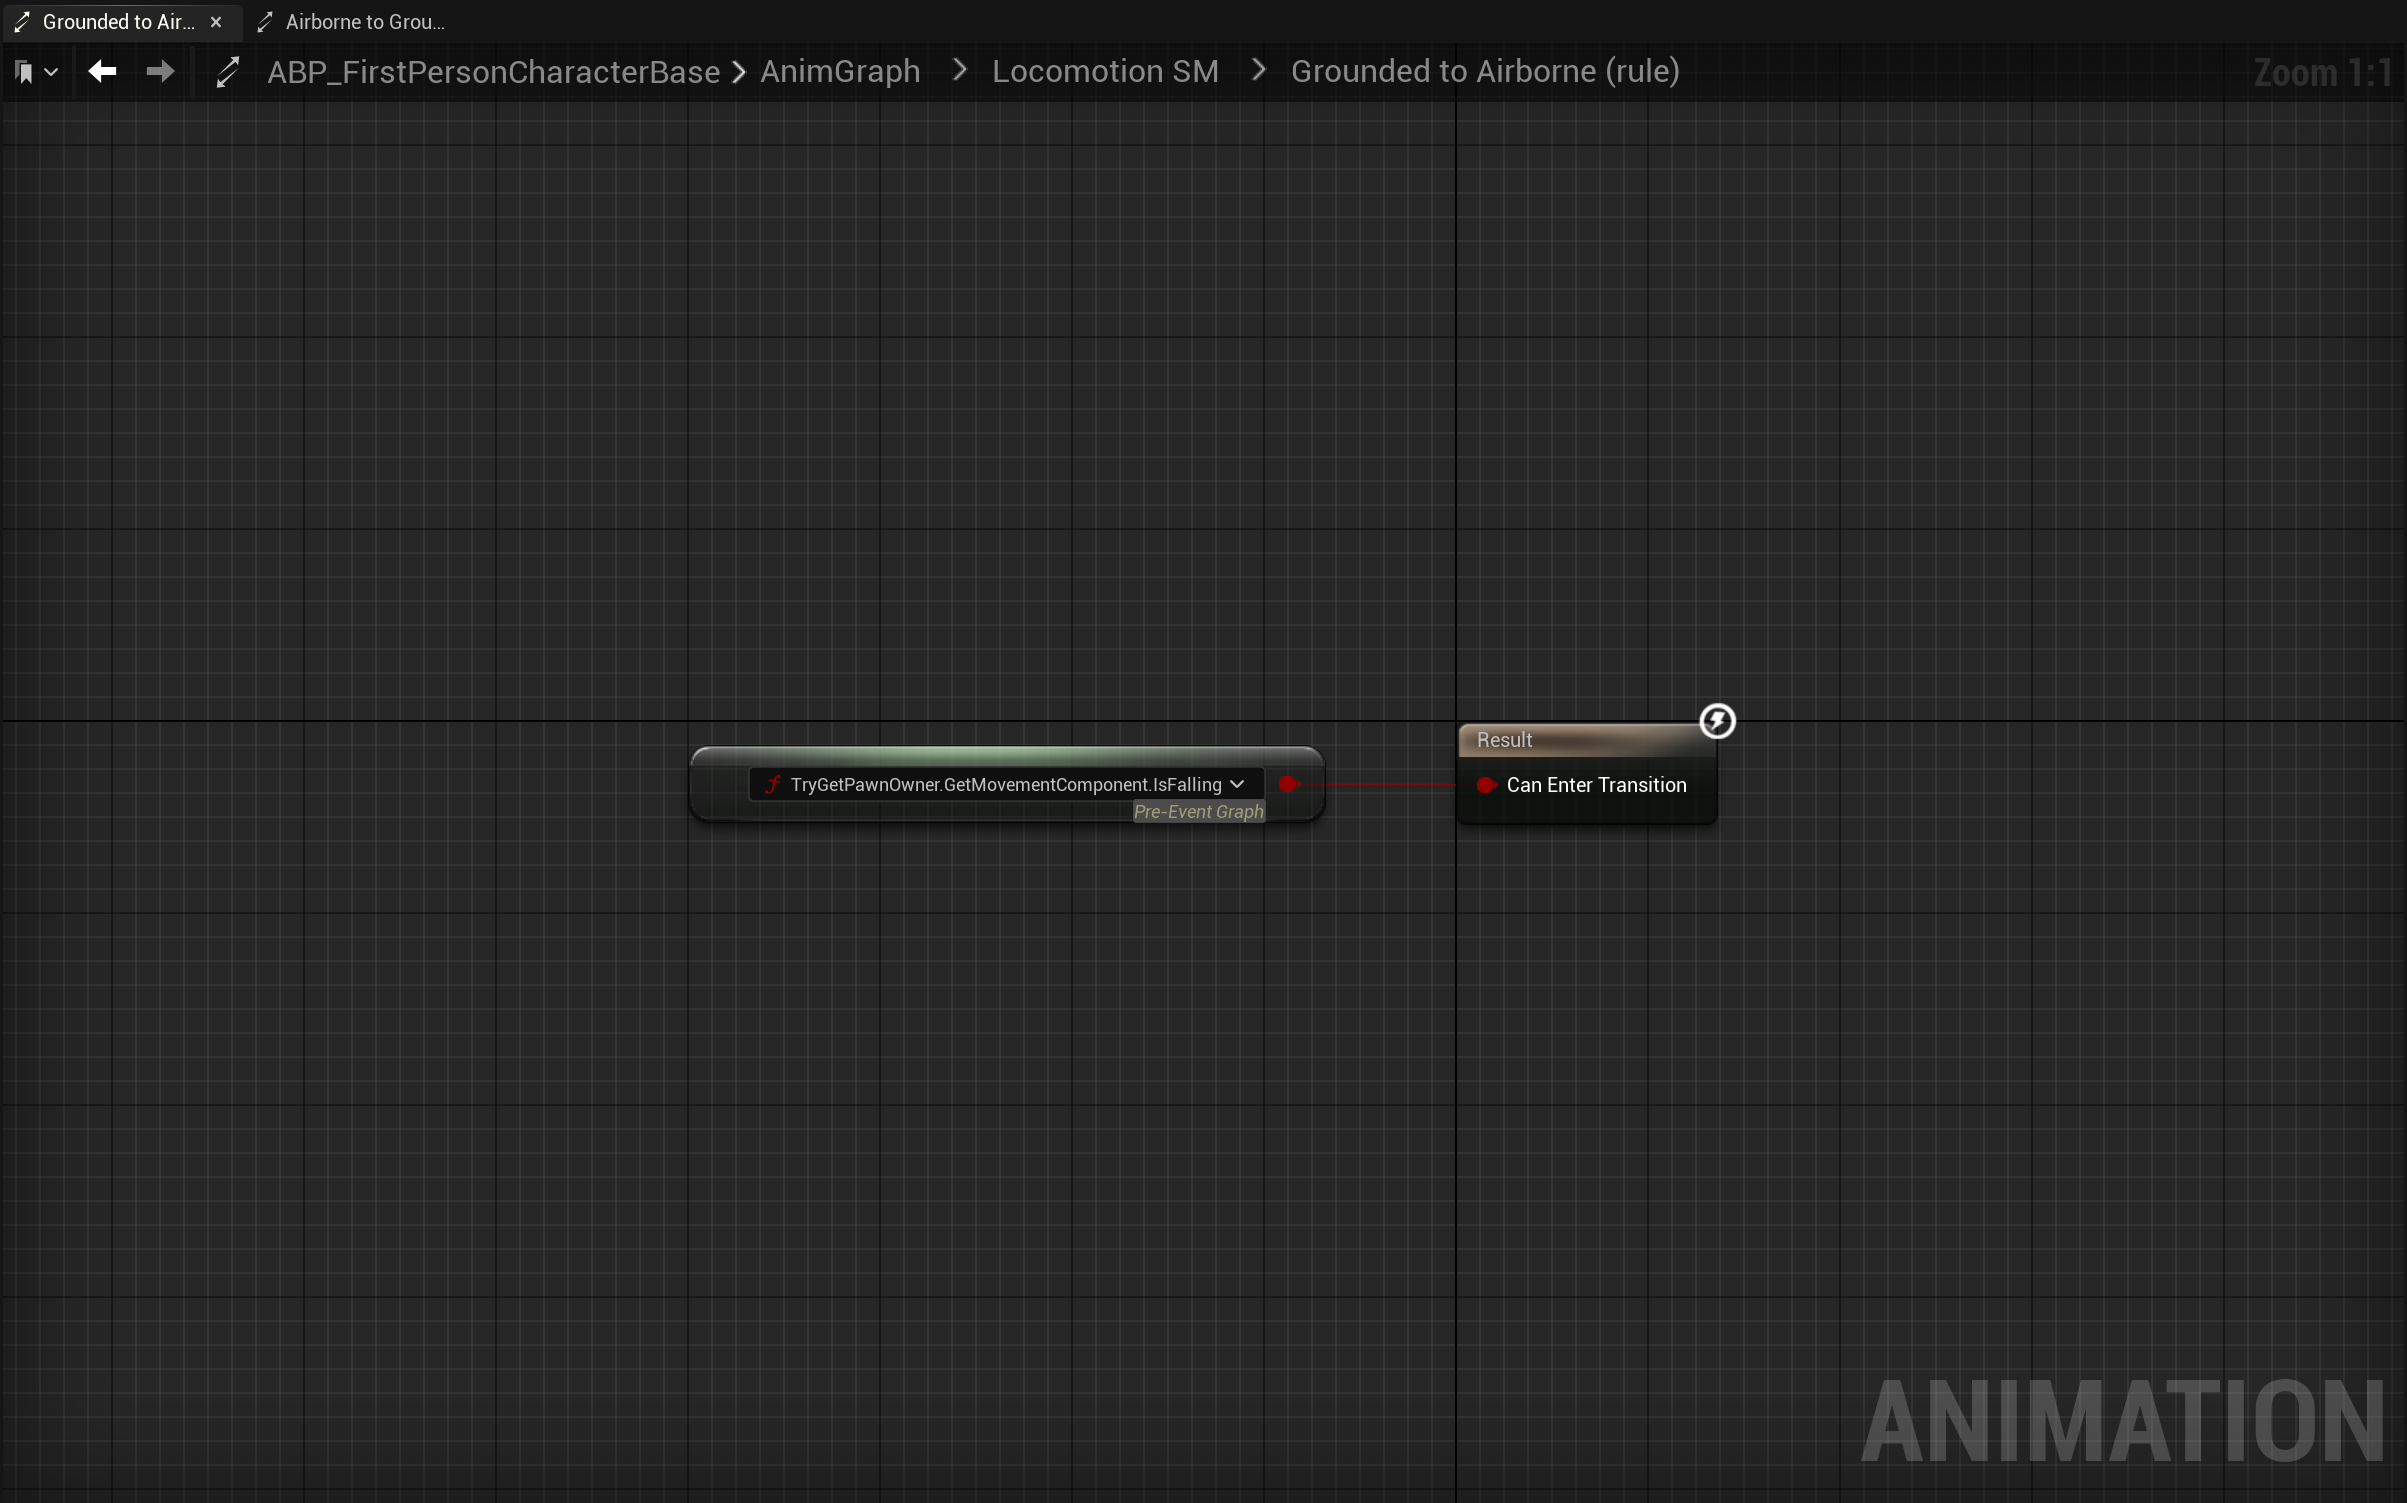 Grounded to Air...
Airborne to Grou...
ABP_FirstPersonCharacterBase > AnimGraph > Locomotion SM > Grounded to Airborne (rule)
Zoom 1:1
Result
TryGetPawnOwner.GetMovementComponent.IsFalling
Can Enter Transition
Pre-Event Graph
ANIMATION